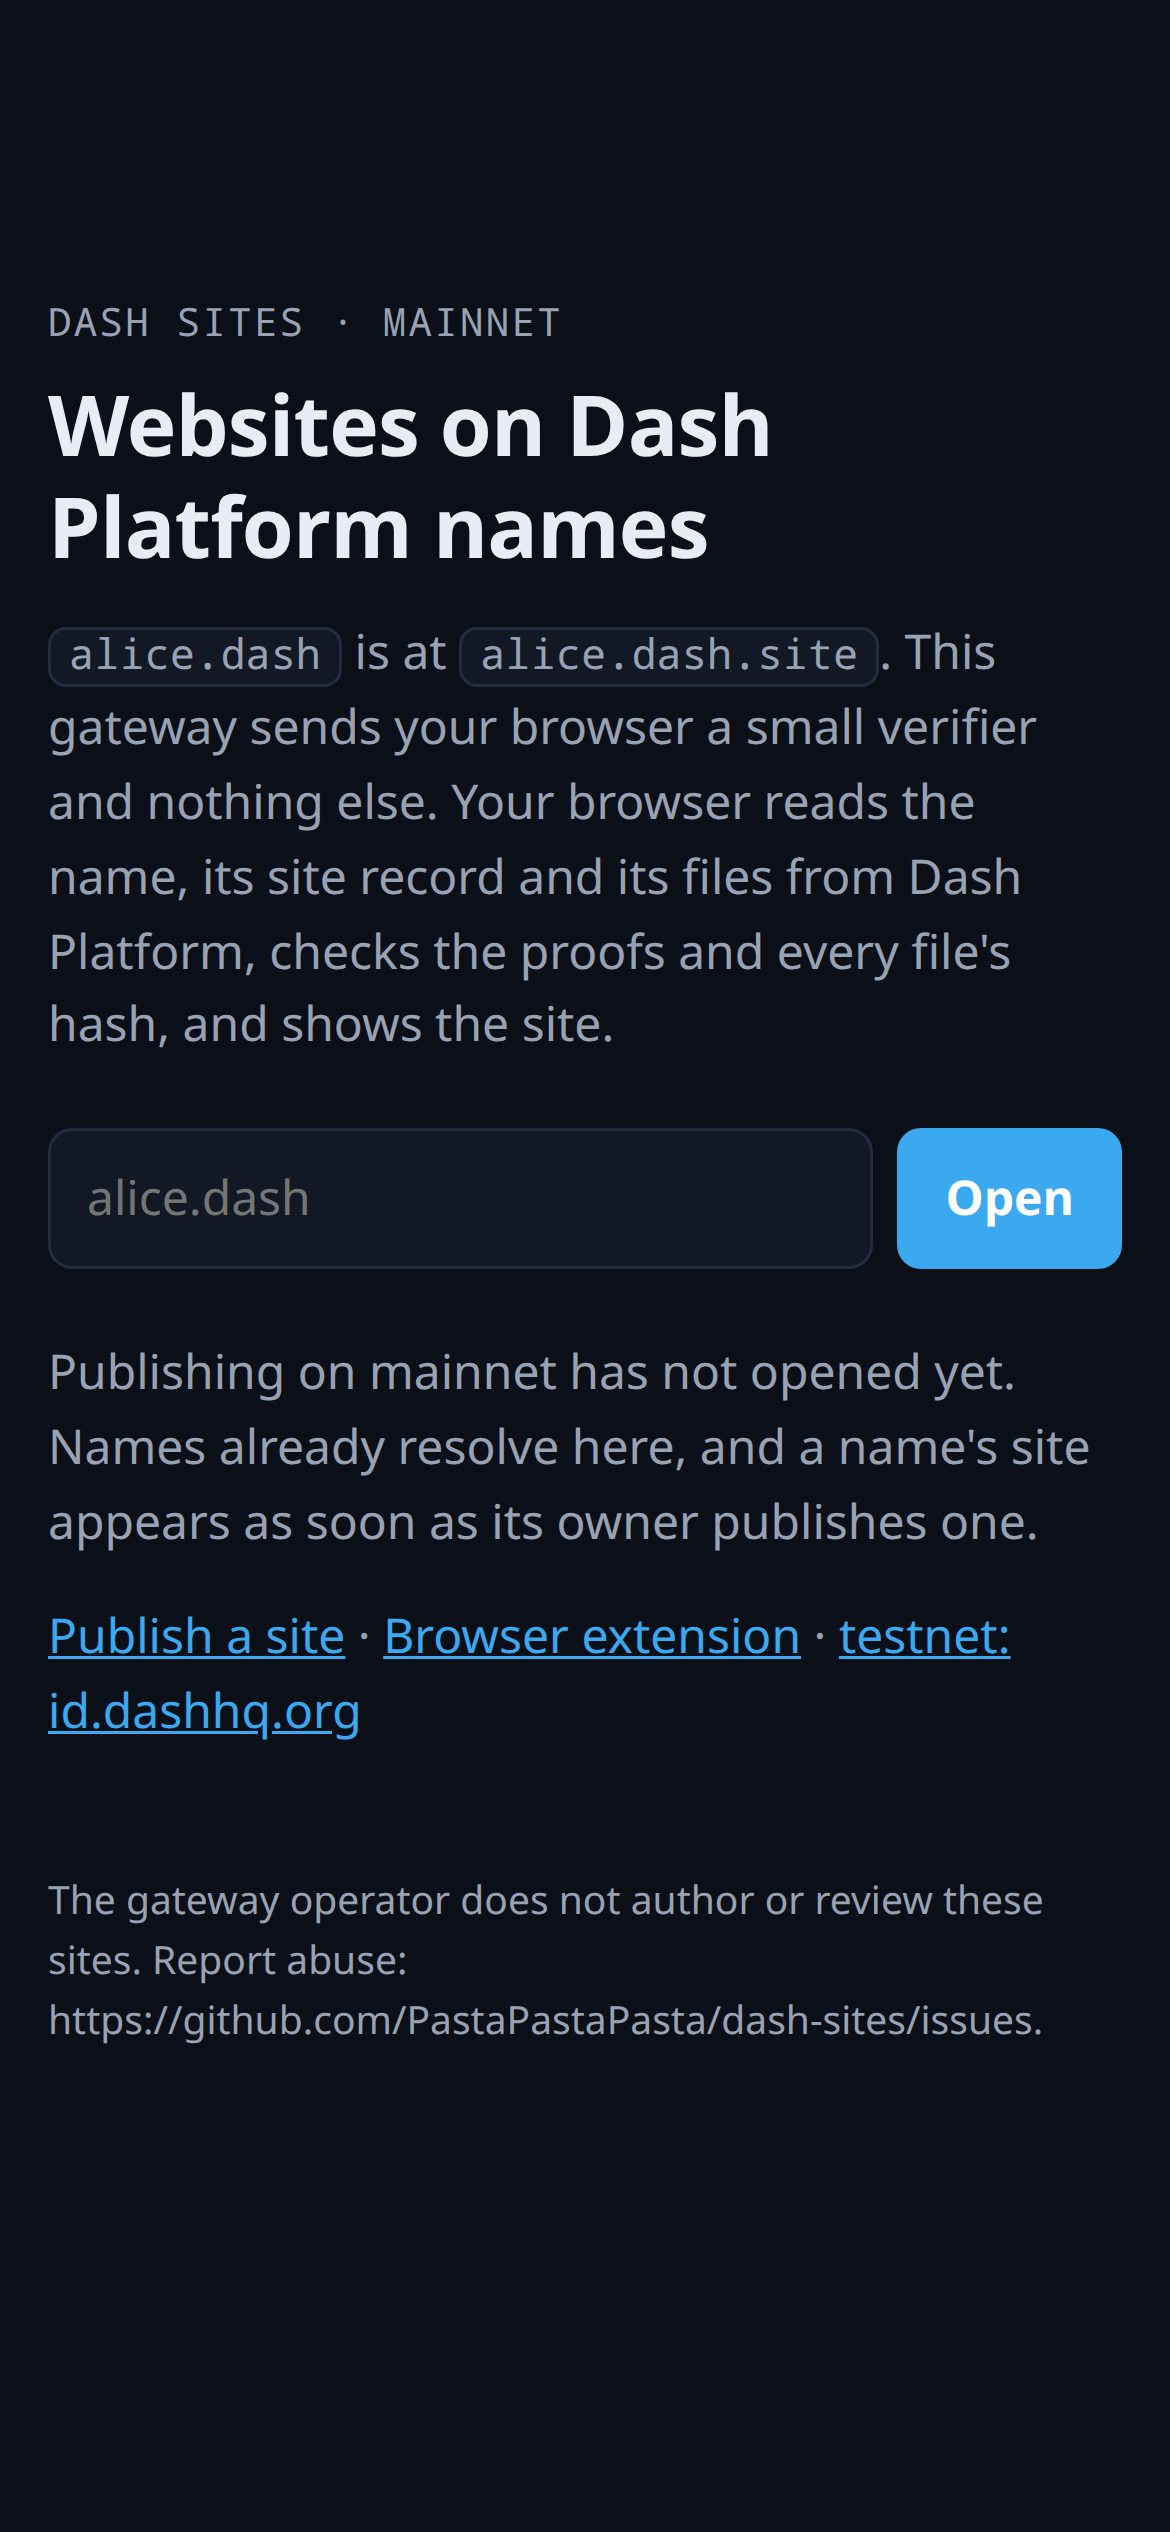 DASH SITES · MAINNET
Websites on Dash
Platform names
alice.dash is at alice.dash.site. This
gateway sends your browser a small verifier
and nothing else. Your browser reads the
name, its site record and its files from Dash
Platform, checks the proofs and every file's
hash, and shows the site.
alice.dash Open
Publishing on mainnet has not opened yet.
Names already resolve here, and a name's site
appears as soon as its owner publishes one.
Publish a site · Browser extension · testnet:
id.dashhq.org
The gateway operator does not author or review these
sites. Report abuse:
https://github.com/PastaPastaPasta/dash-sites/issues.